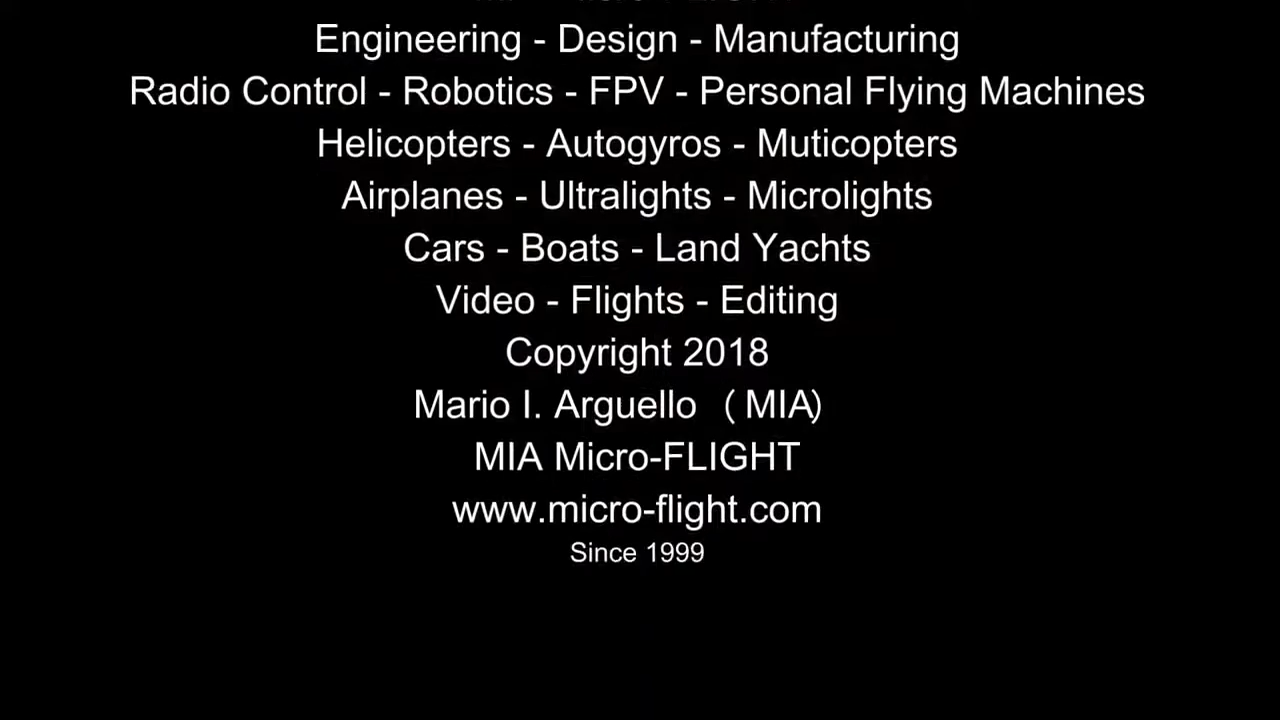 Engineering - Design - Manufacturing
Radio Control - Robotics - FPV - Personal Flying Machines
Helicopters - Autogyros - Muticopters
Airplanes - Ultralights - Microlights
Cars - Boats - Land Yachts
Video - Flights - Editing
Copyright 2018
Mario I. Arguello ( MIA)
MIA Micro-FLIGHT
www.micro-flight.com
Since 1999